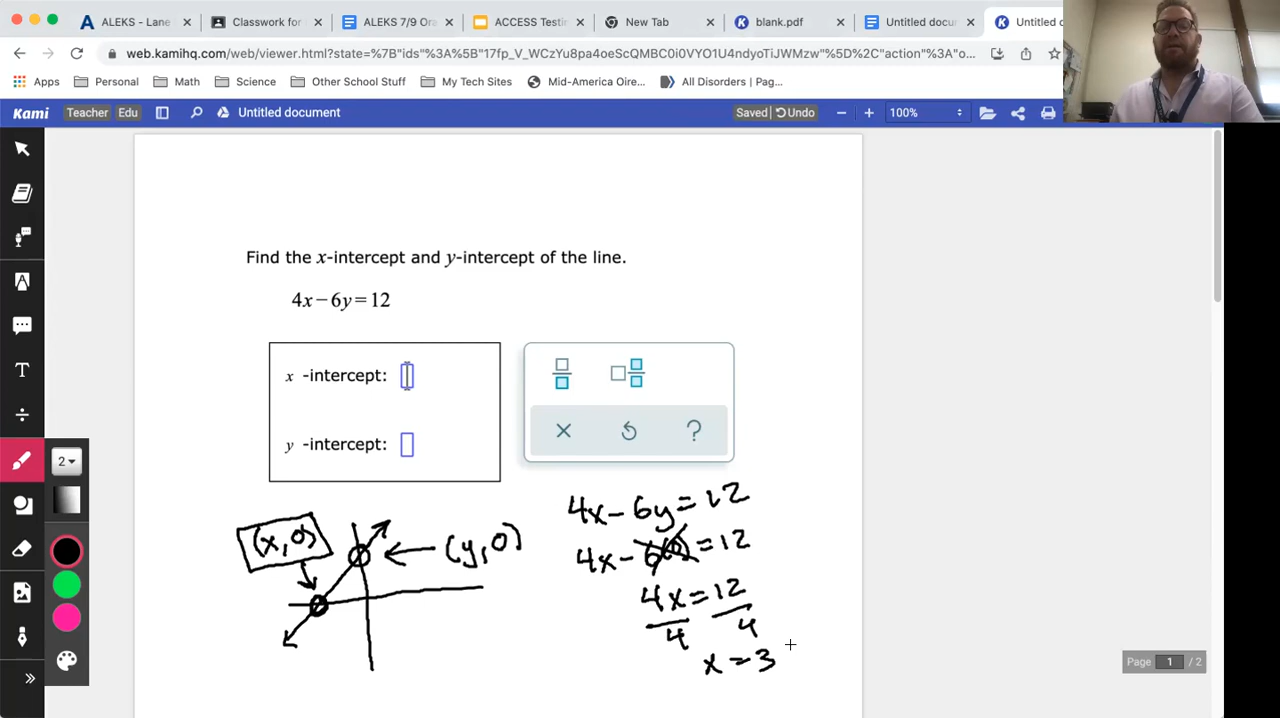 ALEKS - Lane
Classwork for
ALEKS 7/9 Ora
ACCESS Testin
New Tab
blank.pdf
Untitled docu
Untitled docu
web.kamihq.com/web/viewer.html?state=%7B"ids"%3A%5B"17fp_V_WCzYu8pa4oeScQMBC0i0VYO1U4ndyoTiJWMzw"%5D%2C"action"%3A"o...
Apps
Personal
Math
Science
Other School Stuff
My Tech Sites
Mid-America Oire...
All Disorders | Pag...
Kami
Teacher
Edu
Untitled document
Saved
Undo
100%
Find the x-intercept and y-intercept of the line.
4x−6y=12
x -intercept:
y -intercept:
2
4x-6y=12
4x-6(0)=12
4x=12
4 4
x=3
(x,0)
(y,0)
Page 1 / 2